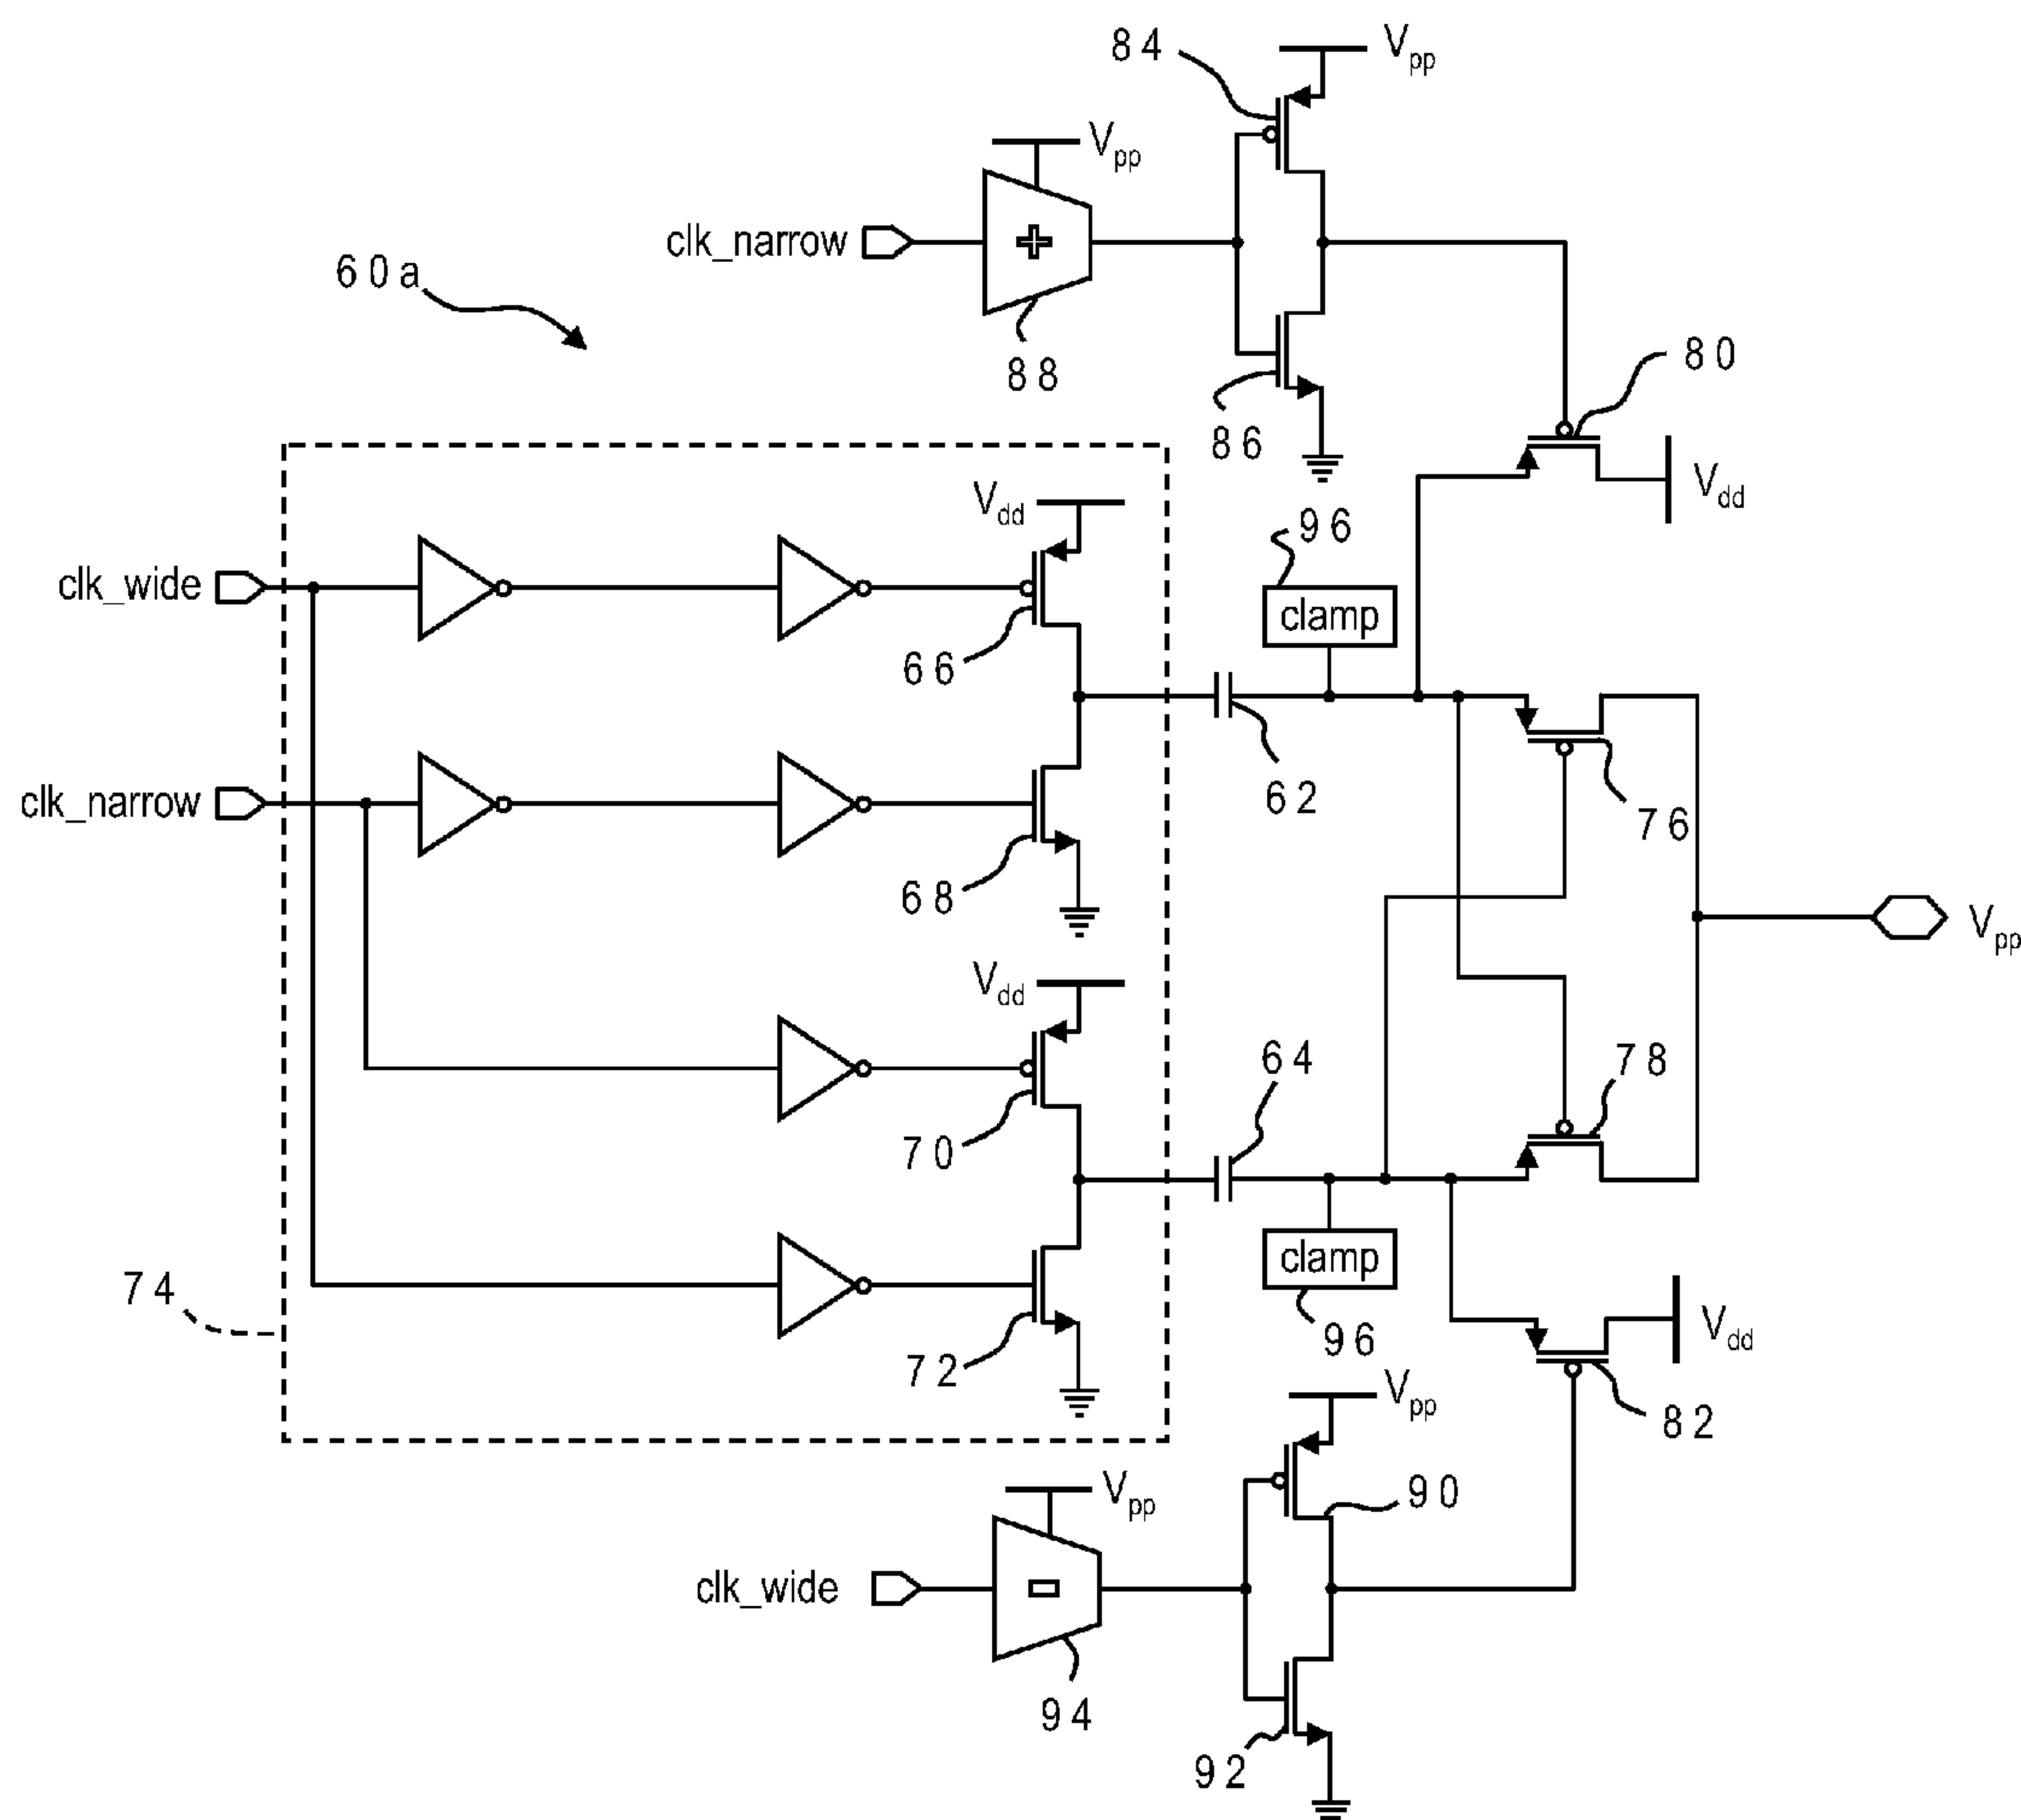 84
Vpp
Vpp
clk_narrow
+
60a
88
80
86
Vdd
Vdd
96
clk_wide
clamp
66
62
clk_narrow
76
68
Vpp
Vdd
64
78
70
clamp
74
Vdd
72
96
Vpp
82
Vpp
90
clk_wide
-
94
92